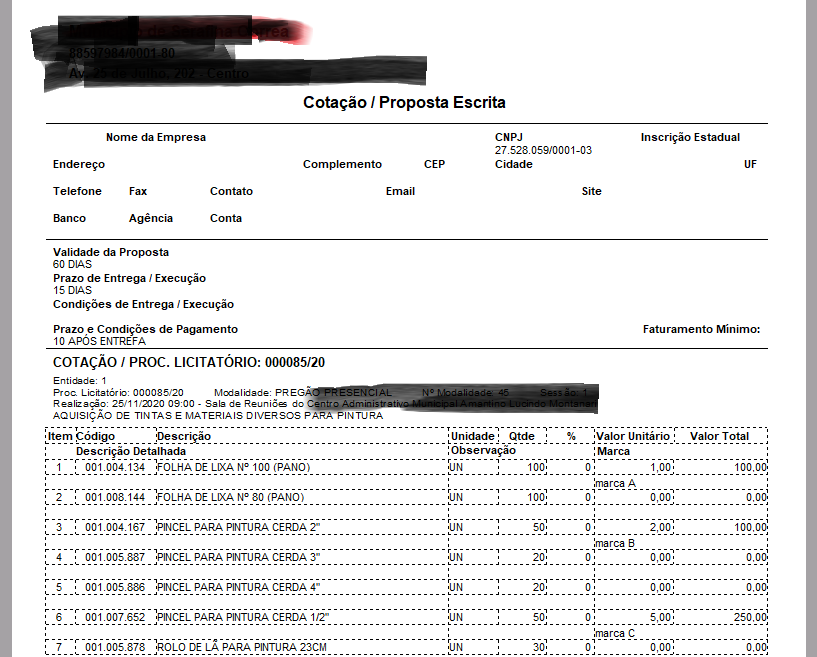 88597984/0001-80
Av. 25 de Julho, 202 - Centro
Cotação / Proposta Escrita
Nome da Empresa CNPJ Inscrição Estadual
27.528.059/0001-03
Endereço Complemento CEP Cidade UF
Telefone Fax Contato Email Site
Banco Agência Conta
Validade da Proposta
60 DIAS
Prazo de Entrega / Execução
15 DIAS
Condições de Entrega / Execução
Prazo e Condições de Pagamento Faturamento Mínimo:
10 APÓS ENTREFA
COTAÇÃO / PROC. LICITATÓRIO: 000085/20
Entidade: 1
Proc. Licitatório: 000085/20 Modalidade: PREGÃO PRESENCIAL Nº Modalidade: 45 Sessão: 1
Realização: 25/11/2020 09:00 - Sala de Reuniões do Centro Administrativo Municipal Amantino Lucindo Montanari
AQUISIÇÃO DE TINTAS E MATERIAIS DIVERSOS PARA PINTURA
Item Código Descrição Unidade Qtde % Valor Unitário Valor Total
Descrição Detalhada Observação Marca
1 001.004.134 FOLHA DE LIXA Nº 100 (PANO) UN 100 0 1,00 100,00
marca A
2 001.008.144 FOLHA DE LIXA Nº 80 (PANO) UN 100 0 0,00 0,00
3 001.004.167 PINCEL PARA PINTURA CERDA 2" UN 50 0 2,00 100,00
marca B
4 001.005.887 PINCEL PARA PINTURA CERDA 3" UN 20 0 0,00 0,00
5 001.005.886 PINCEL PARA PINTURA CERDA 4" UN 20 0 0,00 0,00
6 001.007.652 PINCEL PARA PINTURA CERDA 1/2" UN 50 0 5,00 250,00
marca C
7 001.005.878 ROLO DE LÃ PARA PINTURA 23CM UN 30 0 0,00 0,00